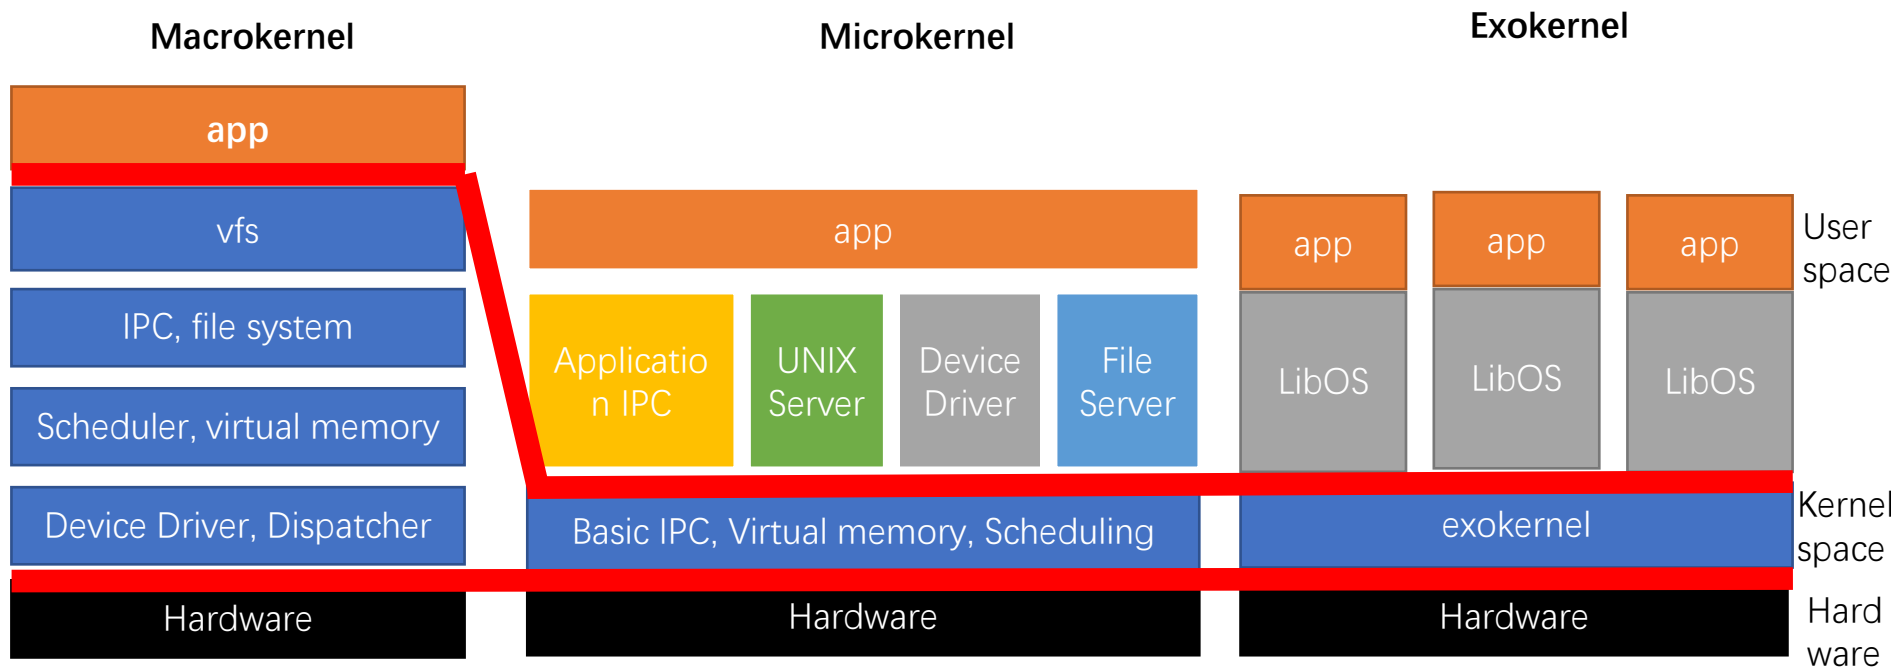 Macrokernel
Microkernel
Exokernel
app
vfs
IPC, file system
Scheduler, virtual memory
Device Driver, Dispatcher
Hardware
app
Applicatio
n IPC
UNIX
Server
Device
Driver
File
Server
Basic IPC, Virtual memory, Scheduling
Hardware
app
app
app
LibOS
LibOS
LibOS
exokernel
Hardware
User
space
Kernel
space
Hard
ware